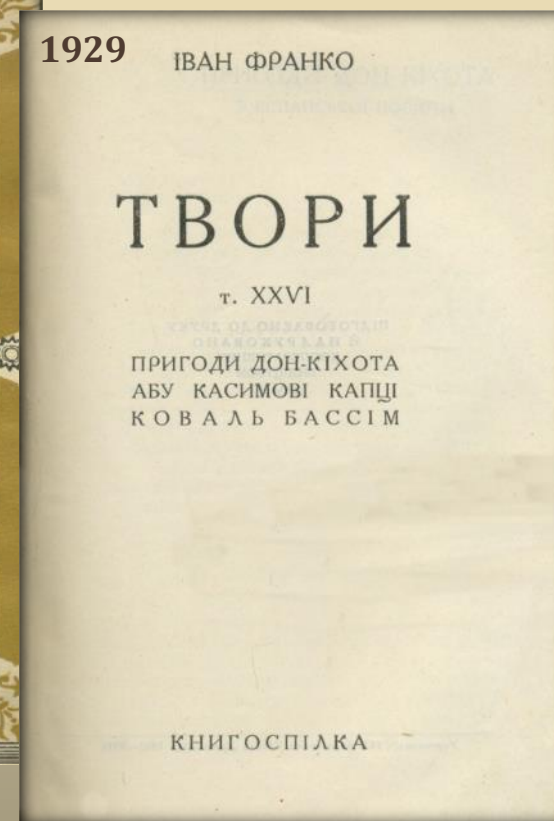 1929
ІВАН ФРАНКО
ТВОРИ
т. XXVI
ПРИГОДИ ДОН-КІХОТА
АБУ КАСИМОВІ КАПЦІ
КОВАЛЬ БАССІМ
КНИГОСПІЛКА